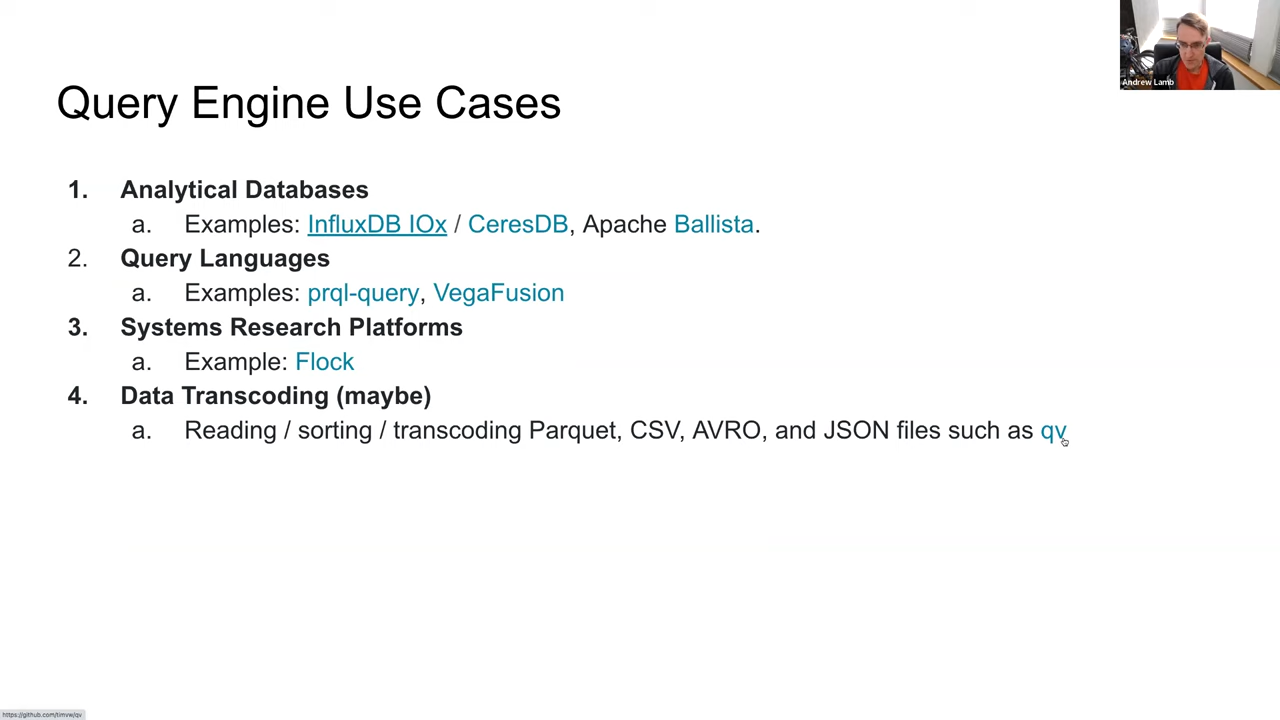 Andrew Lamb
Query Engine Use Cases
1. Analytical Databases
a. Examples: InfluxDB IOx / CeresDB, Apache Ballista.
2. Query Languages
a. Examples: prql-query, VegaFusion
3. Systems Research Platforms
a. Example: Flock
4. Data Transcoding (maybe)
a. Reading / sorting / transcoding Parquet, CSV, AVRO, and JSON files such as qv
https://github.com/timvw/qv